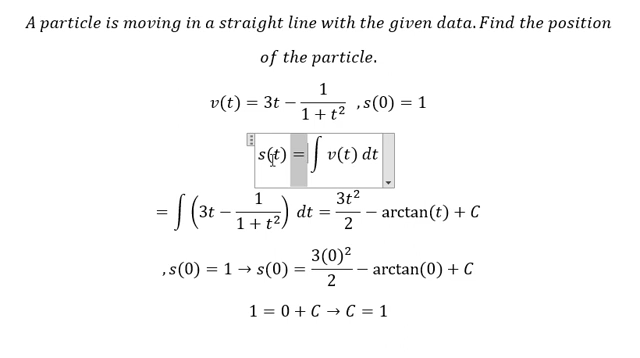 A particle is moving in a straight line with the given data. Find the position
of the particle.
v(t) = 3t − 1/(1 + t²) , s(0) = 1
s(t) = ∫ v(t) dt
= ∫ (3t − 1/(1 + t²)) dt = 3t²/2 − arctan(t) + C
, s(0) = 1 → s(0) = 3(0)²/2 − arctan(0) + C
1 = 0 + C → C = 1